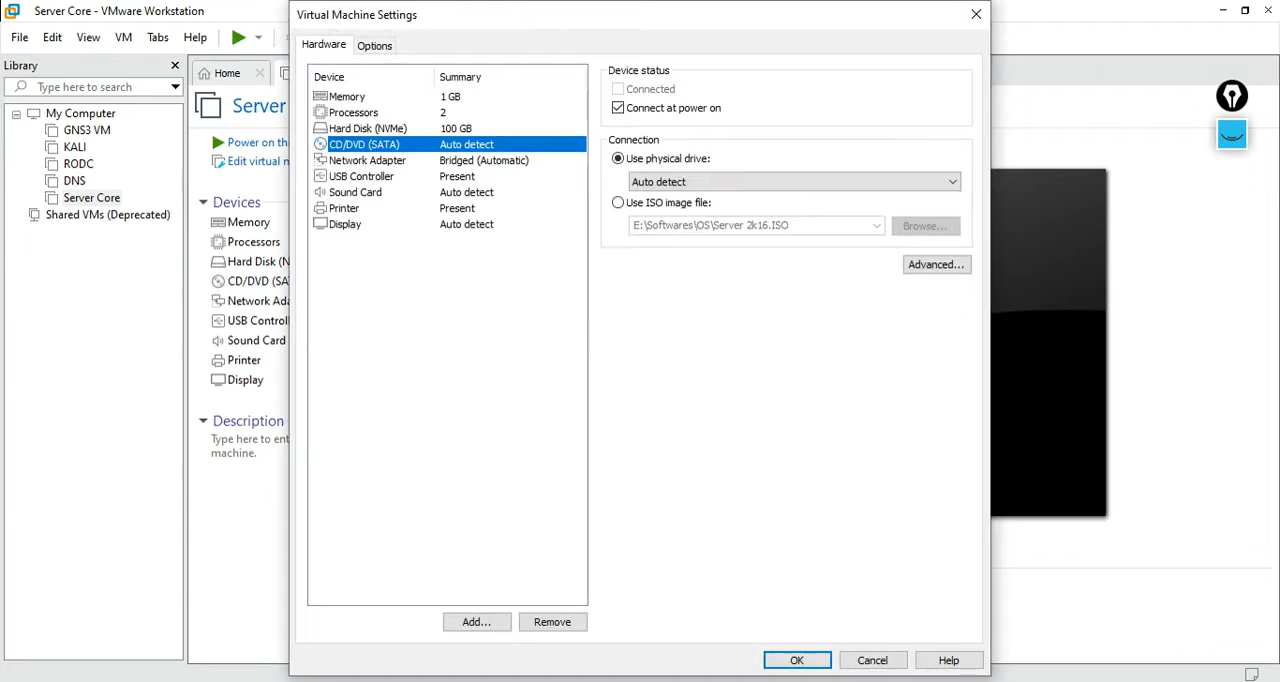 Server Core - VMware Workstation
File Edit View VM Tabs Help
Library
Type here to search
My Computer
GNS3 VM
KALI
RODC
DNS
Server Core
Shared VMs (Deprecated)
Home
Server
Power on th
Edit virtual m
Devices
Memory
Processors
Hard Disk (N
CD/DVD (SA
Network Ada
USB Control
Sound Card
Printer
Display
Description
Type here to ent
machine.
Virtual Machine Settings
Hardware Options
Device Summary
Memory 1 GB
Processors 2
Hard Disk (NVMe) 100 GB
CD/DVD (SATA) Auto detect
Network Adapter Bridged (Automatic)
USB Controller Present
Sound Card Auto detect
Printer Present
Display Auto detect
Add... Remove
Device status
Connected
Connect at power on
Connection
Use physical drive:
Auto detect
Use ISO image file:
E:\Softwares\OS\Server 2k16.ISO Browse...
Advanced...
OK Cancel Help